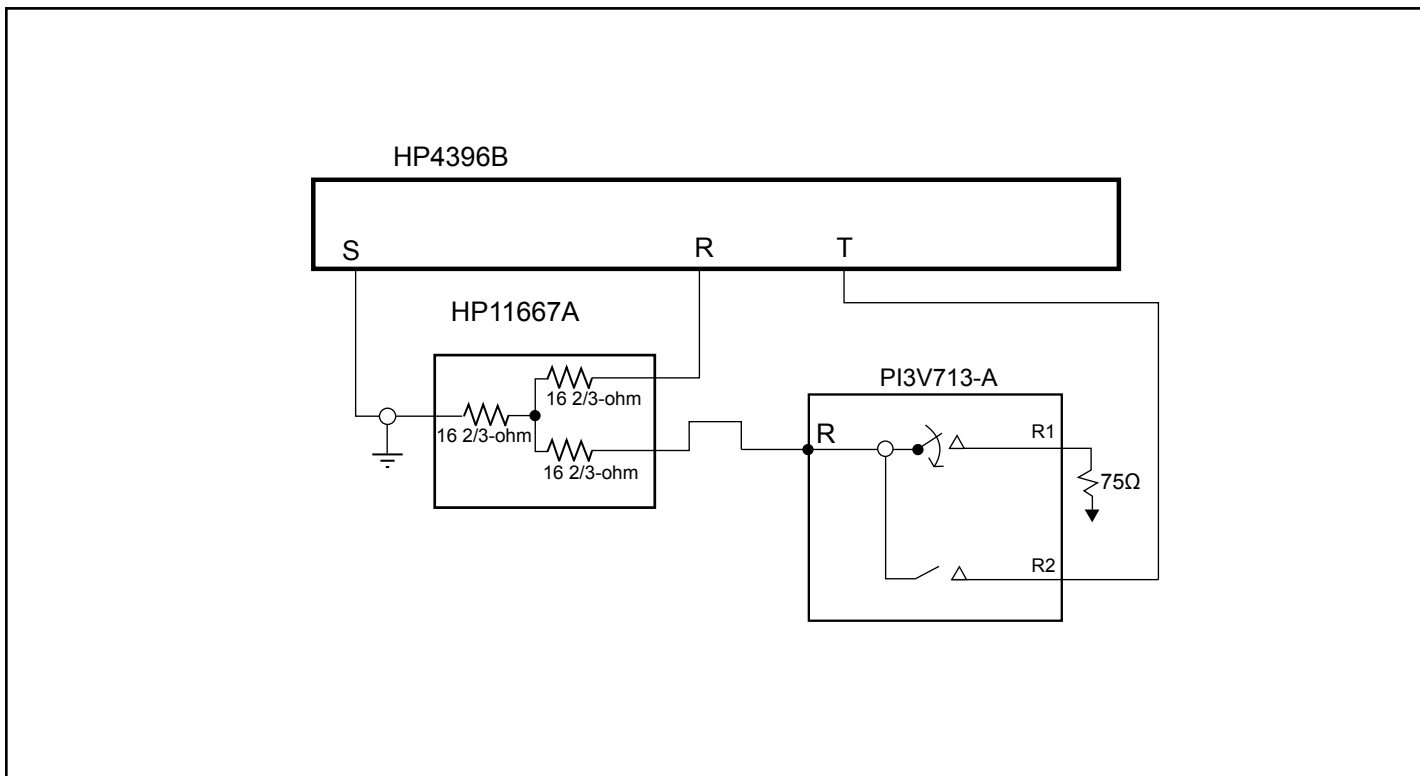 HP4396B
S
R
T
HP11667A
16 2/3-ohm
16 2/3-ohm
16 2/3-ohm
PI3V713-A
R
R1
75Ω
R2